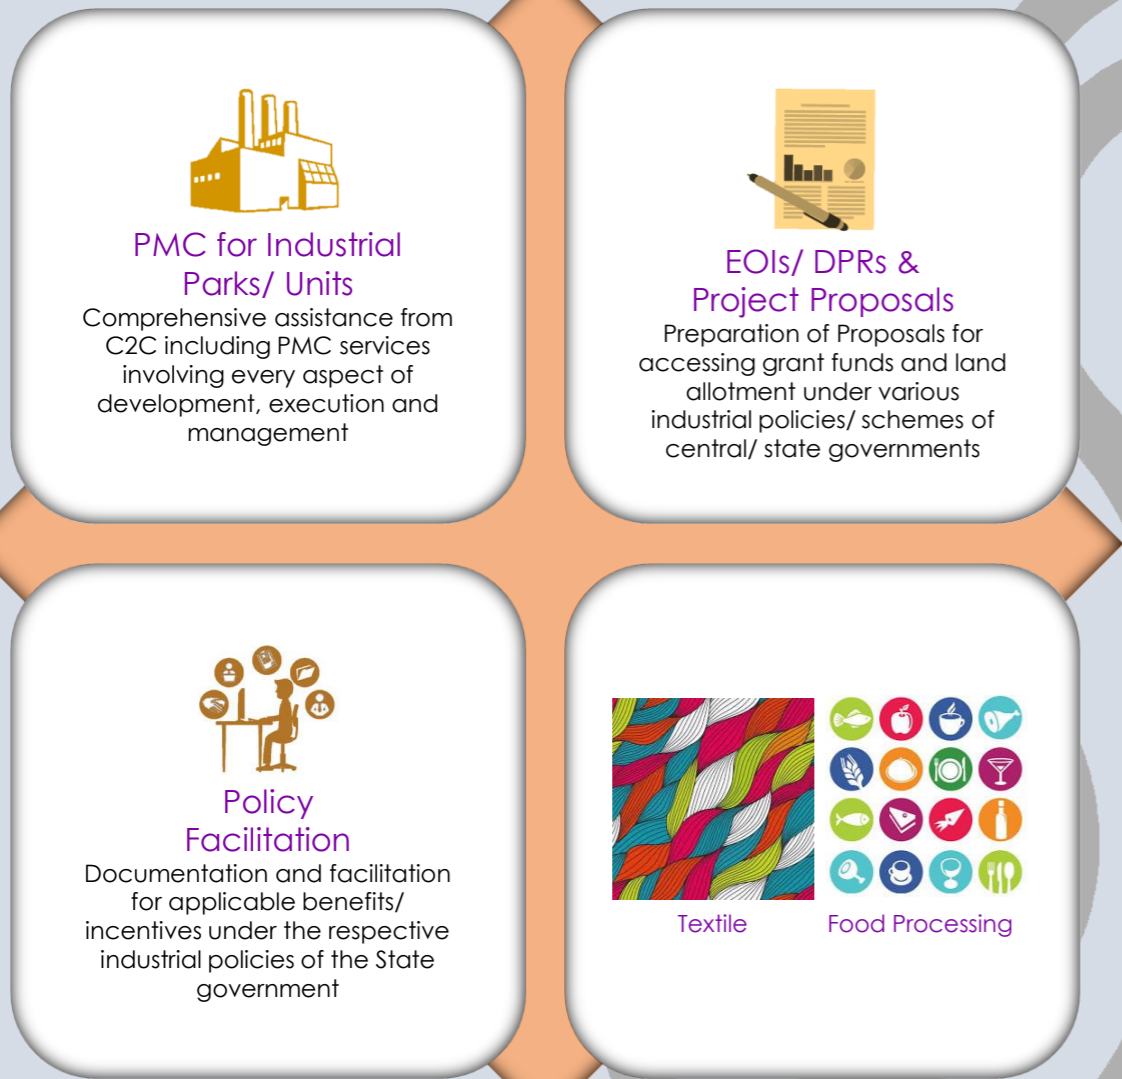 PMC for Industrial
Parks/ Units
Comprehensive assistance from
C2C including PMC services
involving every aspect of
development, execution and
management
EOIs/ DPRs &
Project Proposals
Preparation of Proposals for
accessing grant funds and land
allotment under various
industrial policies/ schemes of
central/ state governments
Policy
Facilitation
Documentation and facilitation
for applicable benefits/
incentives under the respective
industrial policies of the State
government
Textile
Food Processing